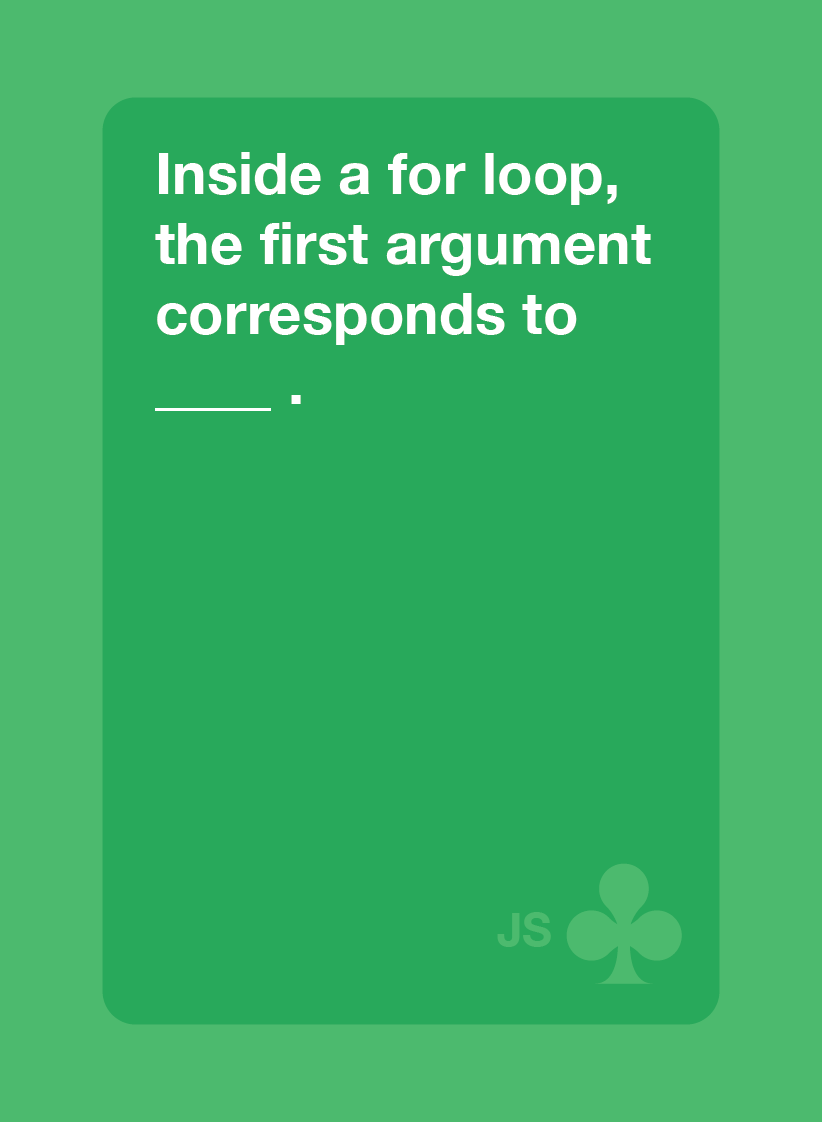 Inside a for loop,
the first argument
corresponds to
____ .
JS